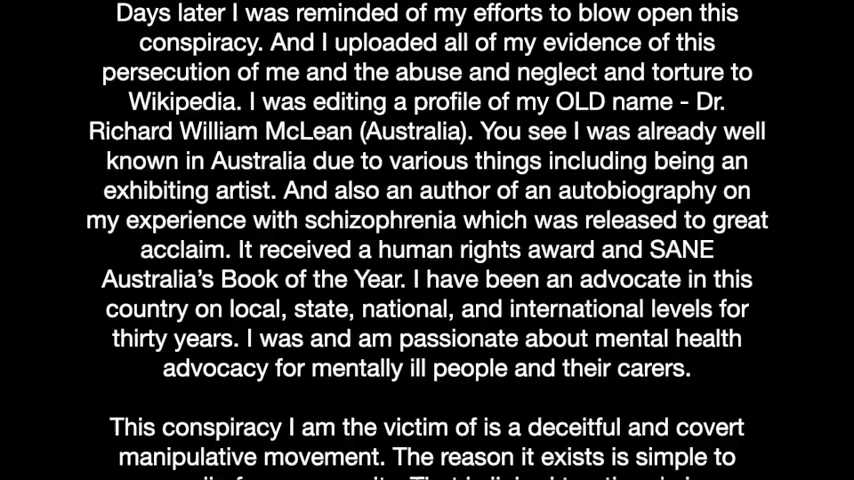 Days later I was reminded of my efforts to blow open this
conspiracy. And I uploaded all of my evidence of this
persecution of me and the abuse and neglect and torture to
Wikipedia. I was editing a profile of my OLD name - Dr.
Richard William McLean (Australia). You see I was already well
known in Australia due to various things including being an
exhibiting artist. And also an author of an autobiography on
my experience with schizophrenia which was released to great
acclaim. It received a human rights award and SANE
Australia’s Book of the Year. I have been an advocate in this
country on local, state, national, and international levels for
thirty years. I was and am passionate about mental health
advocacy for mentally ill people and their carers.
This conspiracy I am the victim of is a deceitful and covert
manipulative movement. The reason it exists is simple to